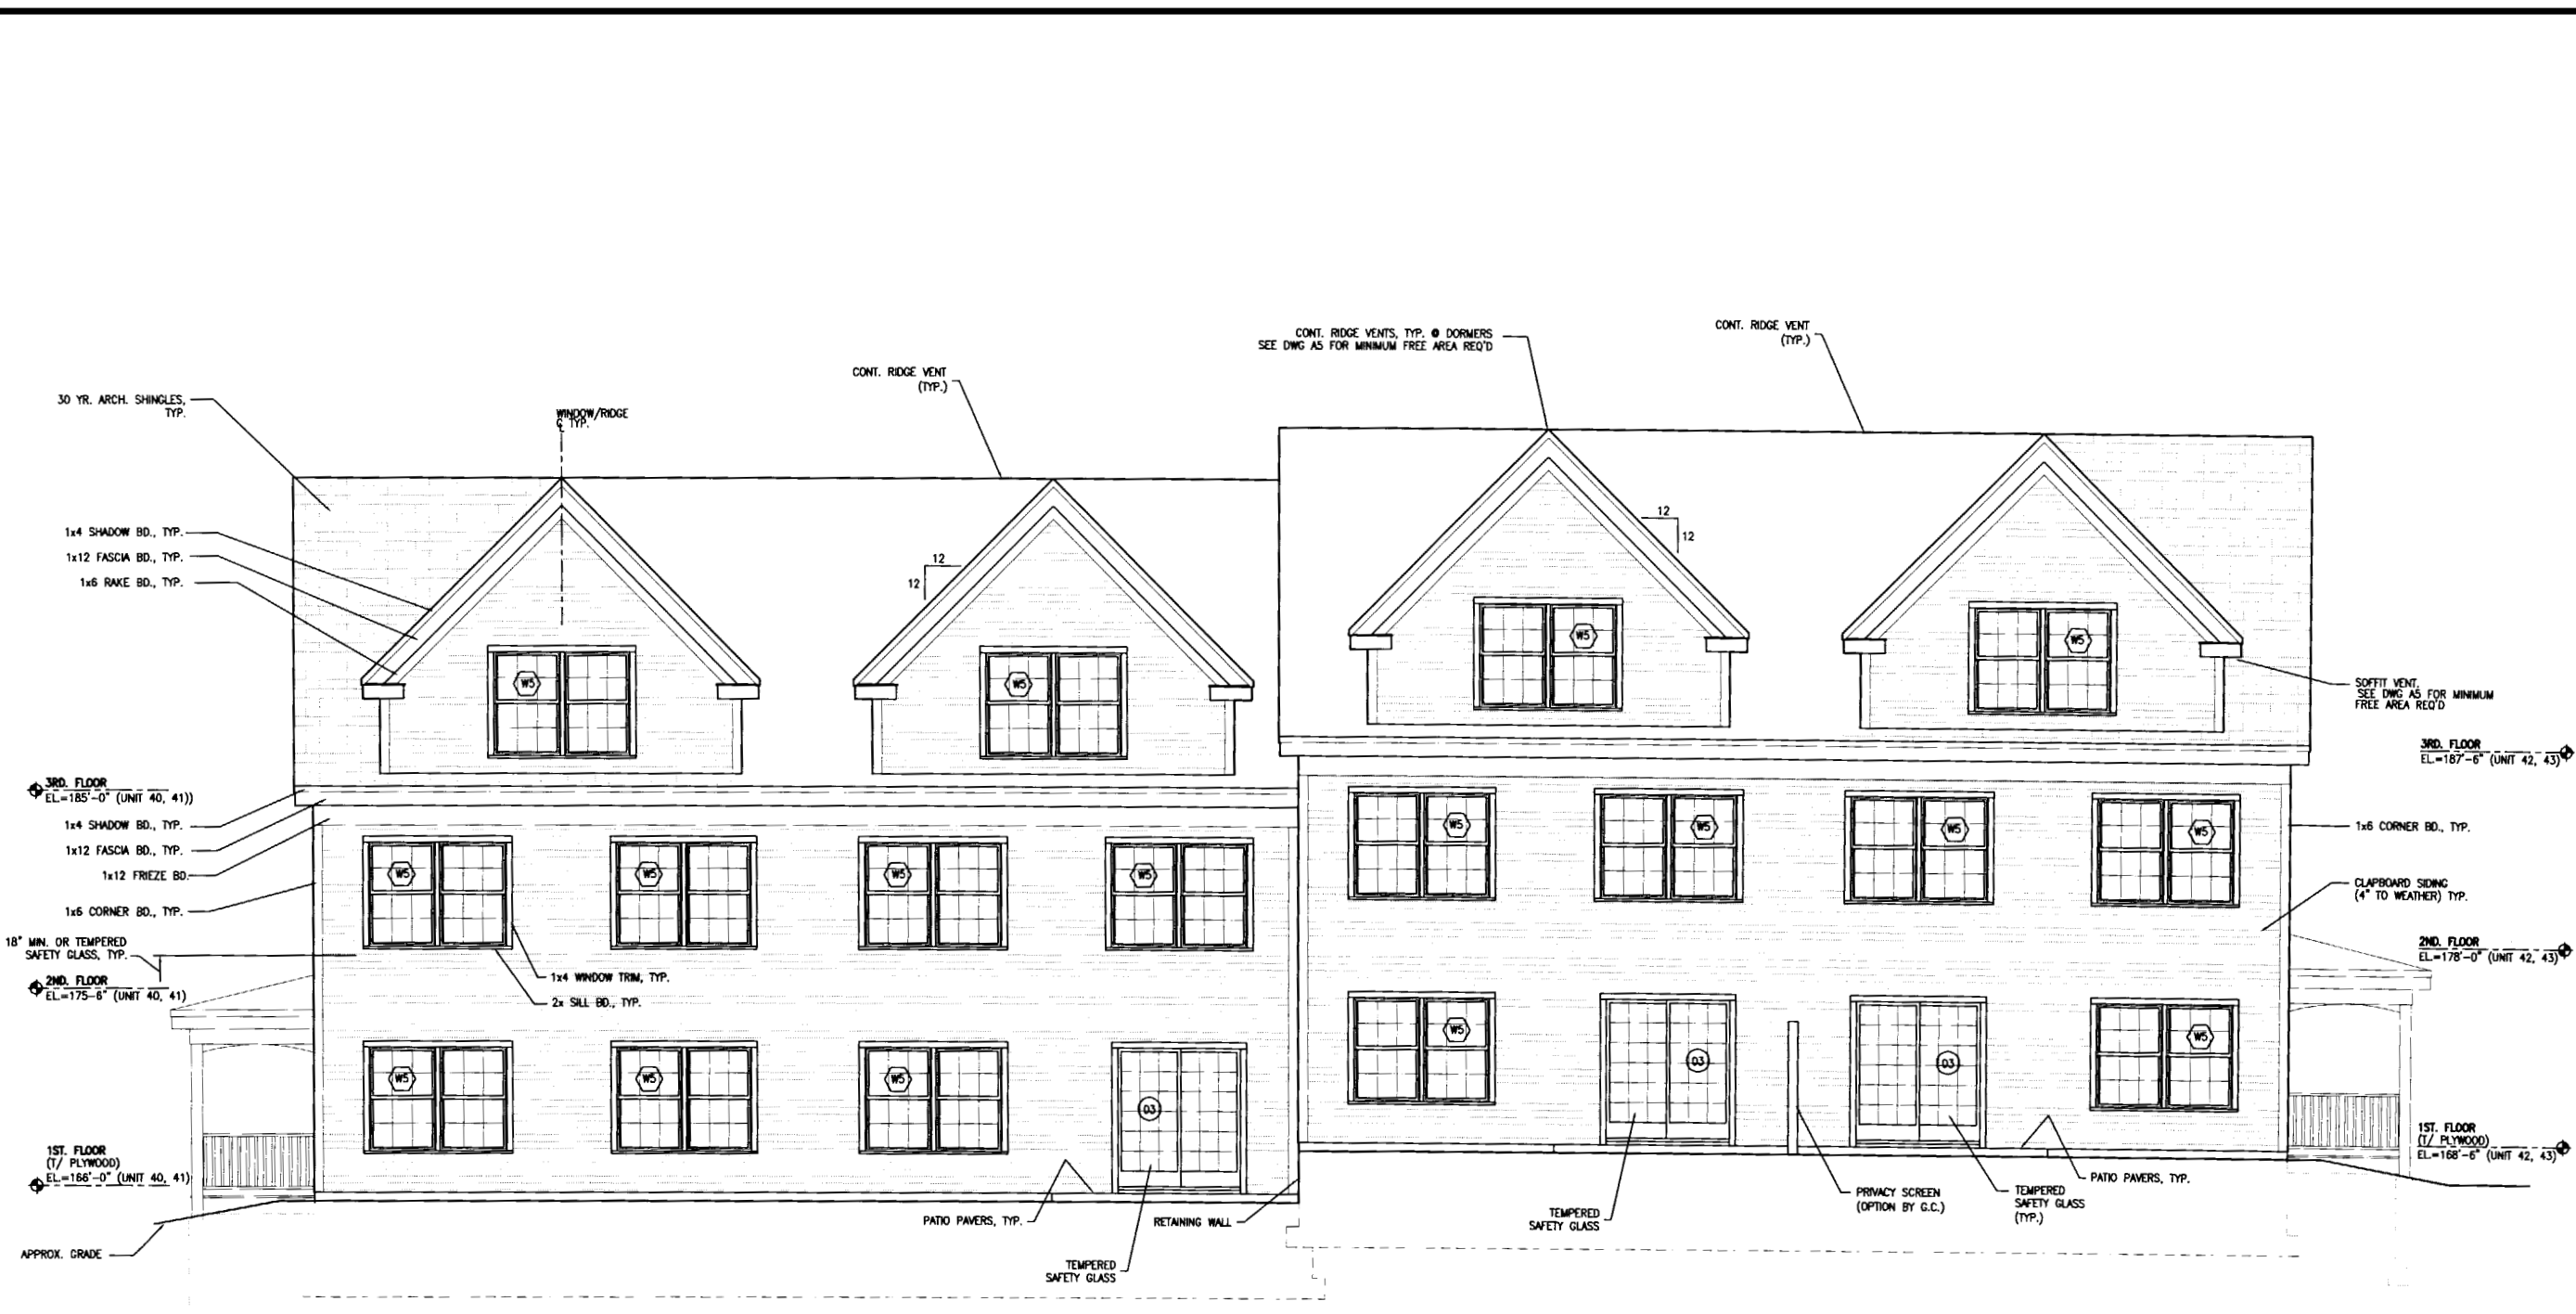 CONT. RIDGE VENTS, TYP. @ DORMERS
SEE DWG A5 FOR MINIMUM FREE AREA REQ'D
CONT. RIDGE VENT
(TYP.)
CONT. RIDGE VENT
(TYP.)
30 YR. ARCH. SHINGLES,
TYP.
WINDOW/RIDGE
℄ TYP.
1x4 SHADOW BD., TYP.
1x12 FASCIA BD., TYP.
1x6 RAKE BD., TYP.
12
12
12
12
W5
W5
W5
W5
SOFFIT VENT.
SEE DWG A5 FOR MINIMUM
FREE AREA REQ'D
3RD. FLOOR
EL.=187'-6" (UNIT 42, 43)
3RD. FLOOR
EL=185'-0" (UNIT 40, 41))
1x4 SHADOW BD., TYP.
1x12 FASCIA BD., TYP.
1x12 FRIEZE BD.
1x6 CORNER BD., TYP.
W5
W5
W5
W5
W5
W5
W5
W5
1x6 CORNER BD., TYP.
CLAPBOARD SIDING
(4" TO WEATHER) TYP.
18" MIN. OR TEMPERED
SAFETY GLASS, TYP.
2ND. FLOOR
EL=175-6" (UNIT 40, 41)
1x4 WINDOW TRIM, TYP.
2x SILL BD., TYP.
2ND. FLOOR
EL.=178'-0" (UNIT 42, 43)
W5
W5
W5
03
W5
03
03
W5
1ST. FLOOR
(T/ PLYWOOD)
EL.=166'-0" (UNIT 40, 41)
1ST. FLOOR
(T/ PLYWOOD)
EL.=168'-6" (UNIT 42, 43)
APPROX. GRADE
PATIO PAVERS, TYP.
RETAINING WALL
TEMPERED
SAFETY GLASS
TEMPERED
SAFETY GLASS
PRIVACY SCREEN
(OPTION BY G.C.)
TEMPERED
SAFETY GLASS
(TYP.)
PATIO PAVERS, TYP.